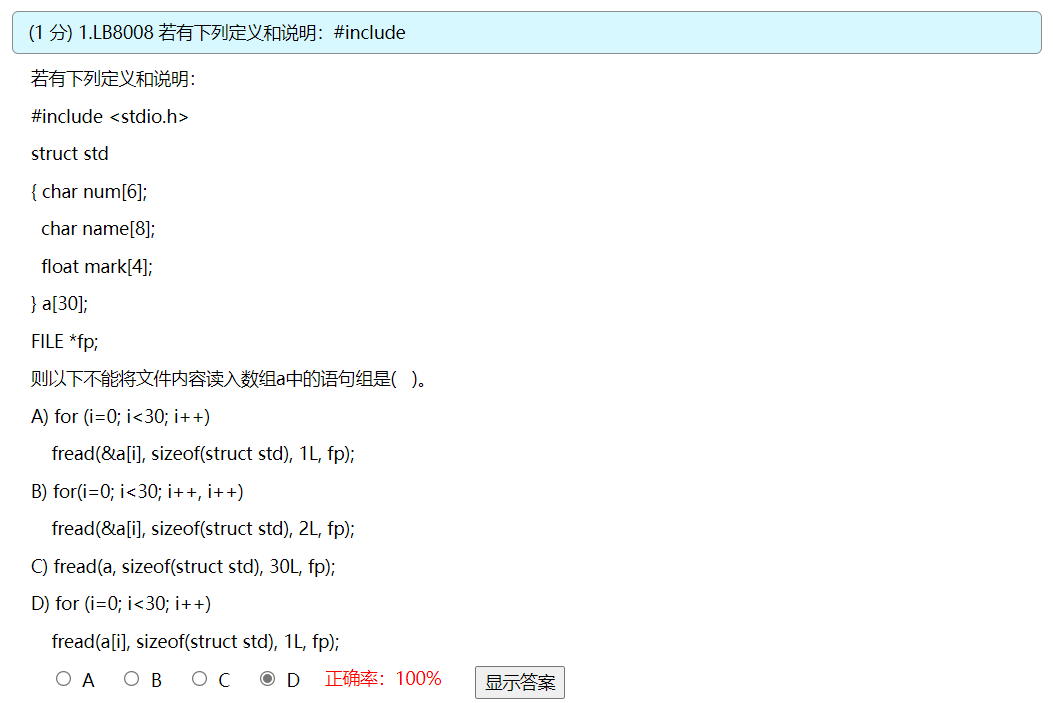 (1 分) 1.LB8008 若有下列定义和说明：#include
若有下列定义和说明：
#include <stdio.h>
struct std
{ char num[6];
char name[8];
float mark[4];
} a[30];
FILE *fp;
则以下不能将文件内容读入数组a中的语句组是( )。
A) for (i=0; i<30; i++)
fread(&a[i], sizeof(struct std), 1L, fp);
B) for(i=0; i<30; i++, i++)
fread(&a[i], sizeof(struct std), 2L, fp);
C) fread(a, sizeof(struct std), 30L, fp);
D) for (i=0; i<30; i++)
fread(a[i], sizeof(struct std), 1L, fp);
A B C D 正确率：100% 显示答案